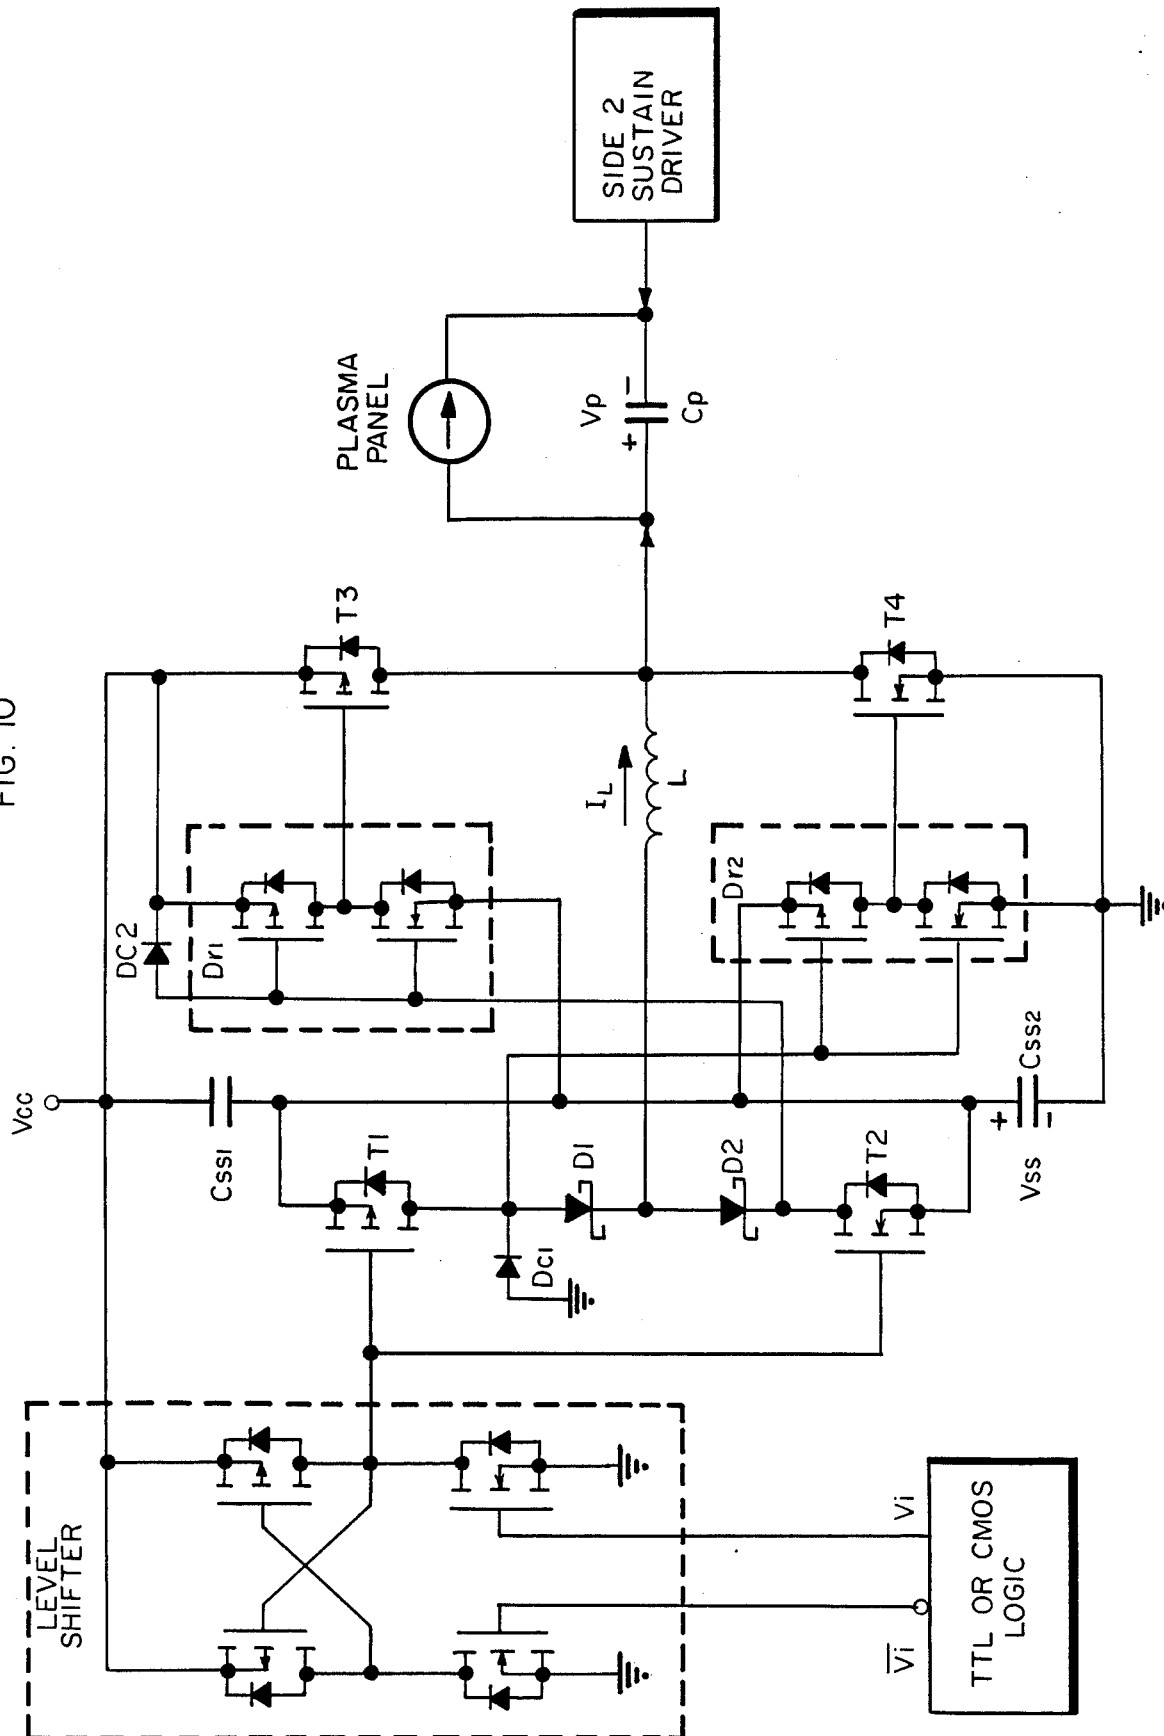 FIG. 10
Vcc
LEVEL
SHIFTER
Css1
T1
Dc1
D1
D2
T2
Vss
+
-
Css2
DC2
Dr1
Dr2
IL
L
T3
T4
PLASMA
PANEL
Vp
+
-
Cp
SIDE 2
SUSTAIN
DRIVER
V̅i̅
Vi
TTL OR CMOS
LOGIC